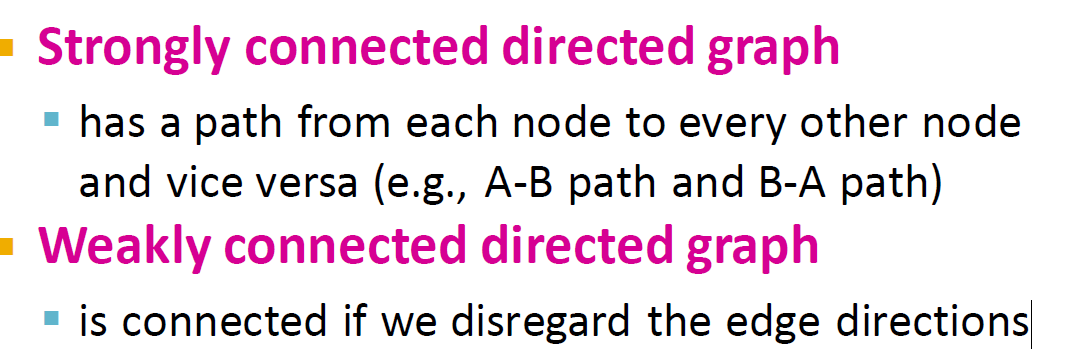 Strongly connected directed graph
has a path from each node to every other node
and vice versa (e.g., A-B path and B-A path)
Weakly connected directed graph
is connected if we disregard the edge directions